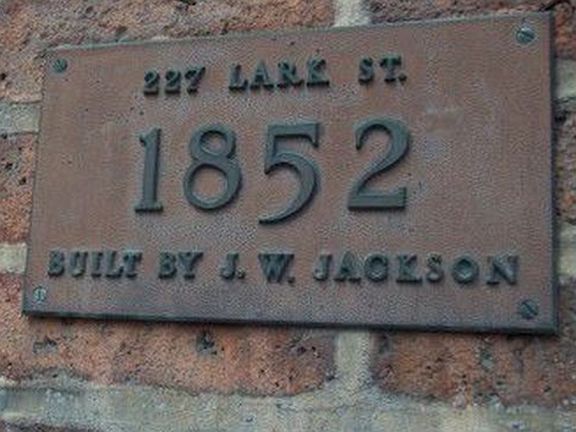 227 LARK ST.
1852
BUILT BY J. W. JACKSON